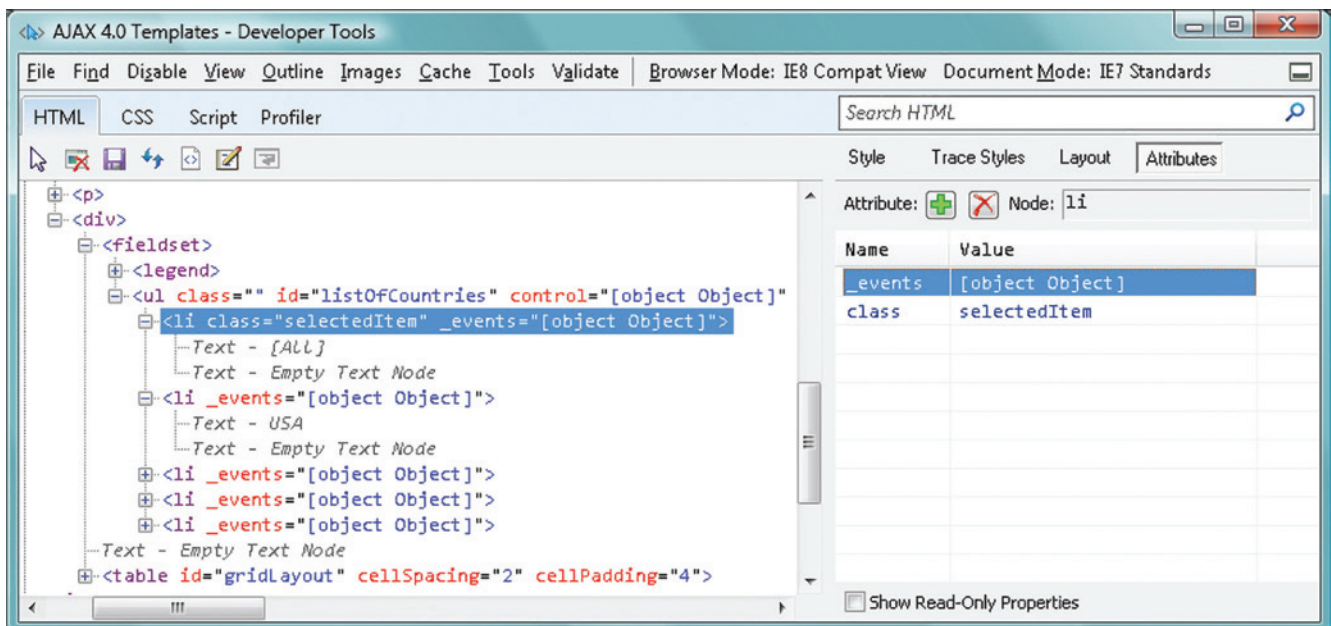 AJAX 4.0 Templates - Developer Tools
File Find Disable View Outline Images Cache Tools Validate Browser Mode: IE8 Compat View Document Mode: IE7 Standards
HTML CSS Script Profiler
Search HTML
Style Trace Styles Layout Attributes
Attribute: Node: li
Name Value
_events [object Object]
class selectedItem
<p>
<div>
<fieldset>
<legend>
<ul class="" id="listOfCountries" control="[object Object]"
<li class="selectedItem" _events="[object Object]">
Text - [All]
Text - Empty Text Node
<li _events="[object Object]">
Text - USA
Text - Empty Text Node
<li _events="[object Object]">
<li _events="[object Object]">
<li _events="[object Object]">
Text - Empty Text Node
<table id="gridLayout" cellSpacing="2" cellPadding="4">
Show Read-Only Properties